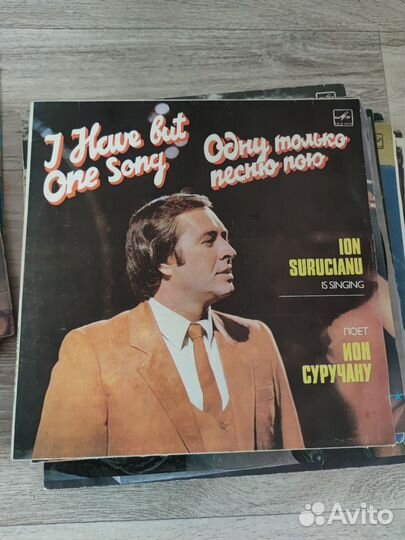 I Have but
One Song
Одну только
песню пою
ION
SURUCIANU
IS SINGING
ПОЕТ
ИОН
СУРУЧАНУ
Avito